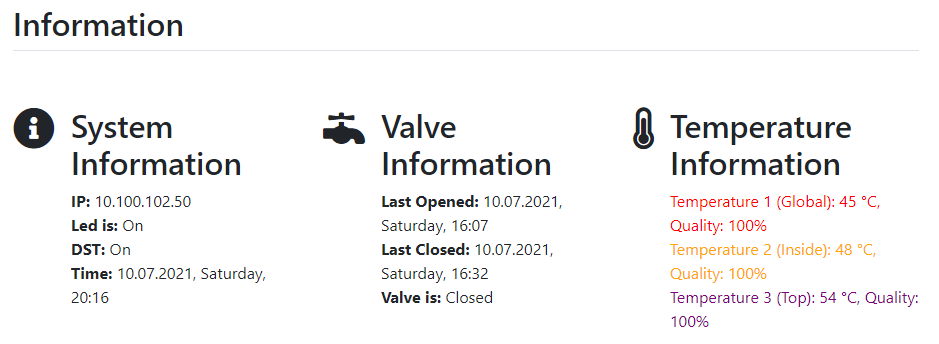 Information
System
Information
IP: 10.100.102.50
Led is: On
DST: On
Time: 10.07.2021, Saturday,
20:16
Valve
Information
Last Opened: 10.07.2021,
Saturday, 16:07
Last Closed: 10.07.2021,
Saturday, 16:32
Valve is: Closed
Temperature
Information
Temperature 1 (Global): 45 °C,
Quality: 100%
Temperature 2 (Inside): 48 °C,
Quality: 100%
Temperature 3 (Top): 54 °C, Quality:
100%